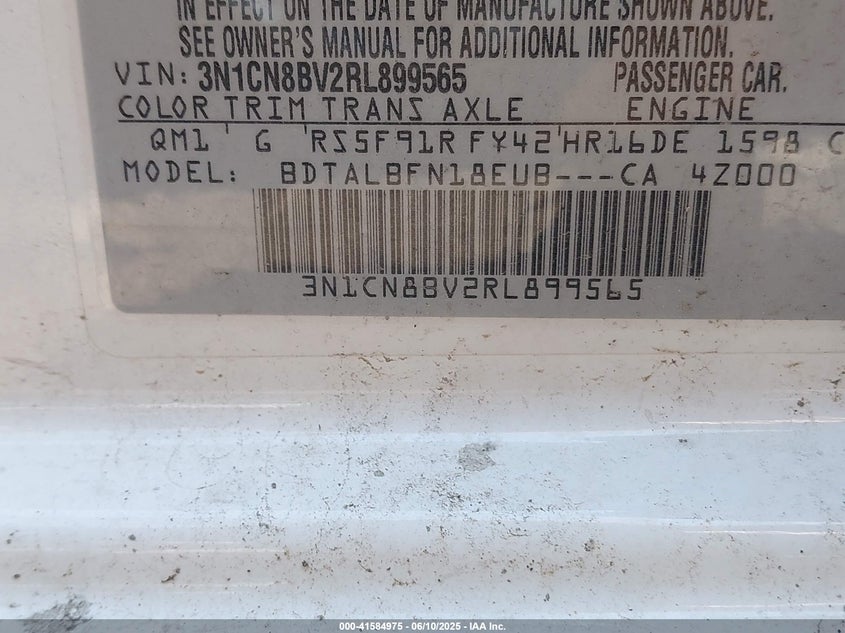 IN EFFECT ON THE DATE OF MANUFACTURE SHOWN ABOVE.
SEE OWNER'S MANUAL FOR ADDITIONAL INFORMATION.
VIN: 3N1CN8BV2RL899565 PASSENGER CAR.
COLOR TRIM TRANS AXLE ENGINE
QM1 G RS5F91R FY42 HR16DE 1598 C
MODEL: BDTALBFN18EUB---CA 4Z000
3N1CN8BV2RL899565
000-41584975 - 06/10/2025 - IAA Inc.